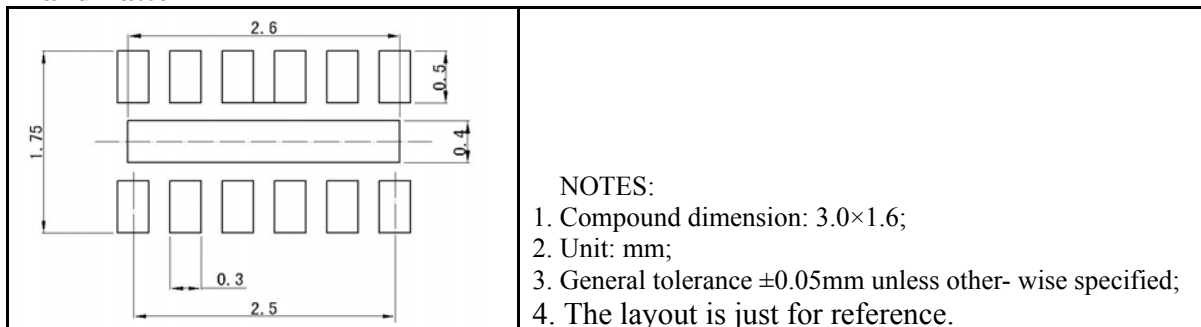 2.6
0.5
1.75
0.4
0.3
2.5
NOTES:
1. Compound dimension: 3.0×1.6;
2. Unit: mm;
3. General tolerance ±0.05mm unless other- wise specified;
4. The layout is just for reference.